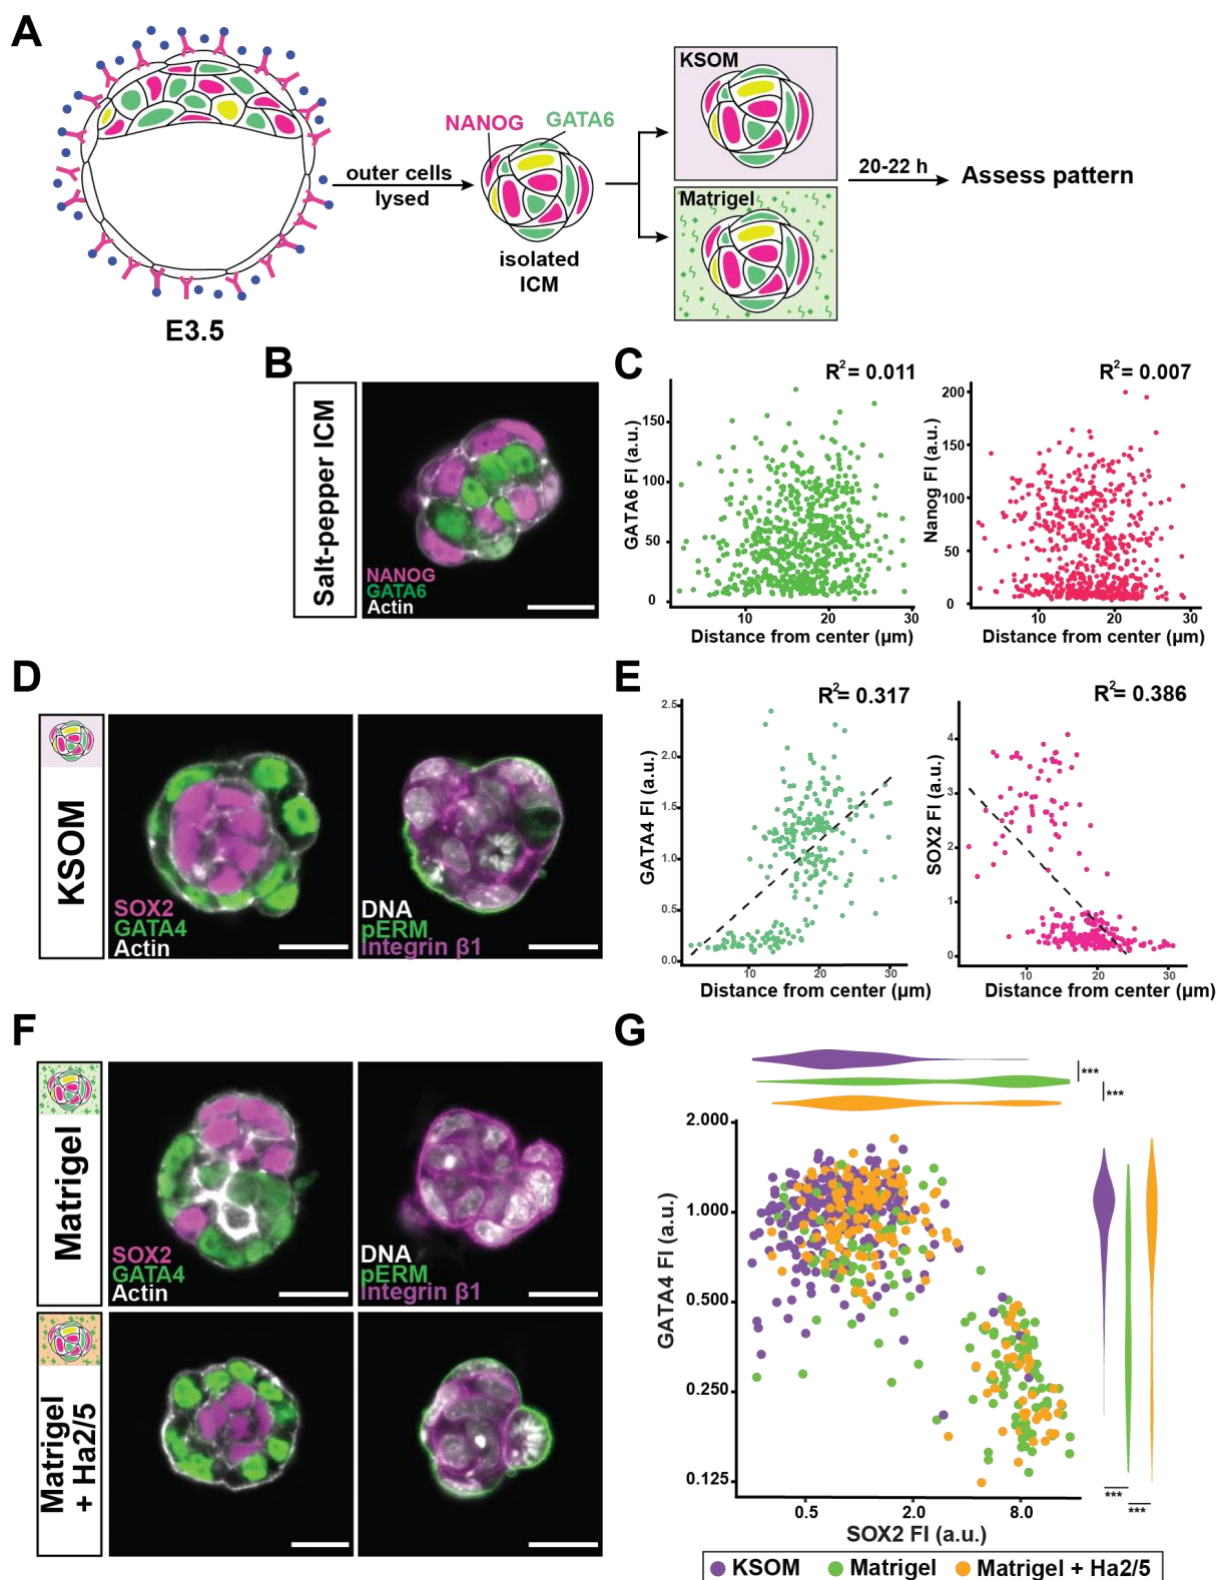 A
NANOG
GATA6
KSOM
outer cells
lysed
isolated
ICM
Matrigel
20-22 h
Assess pattern
E3.5
B
Salt-pepper ICM
NANOG
GATA6
Actin
C
R²= 0.011
GATA6 FI (a.u.)
150
100
50
0
10
20
30
Distance from center (μm)
R²= 0.007
Nanog FI (a.u.)
200
150
100
50
0
10
20
30
Distance from center (μm)
D
KSOM
SOX2
GATA4
Actin
DNA
pERM
Integrin β1
E
R²= 0.317
GATA4 FI (a.u.)
2.5
2.0
1.5
1.0
0.5
0.0
10
20
30
Distance from center (μm)
R²= 0.386
SOX2 FI (a.u.)
4
3
2
1
0
10
20
30
Distance from center (μm)
F
Matrigel
SOX2
GATA4
Actin
DNA
pERM
Integrin β1
Matrigel
+ Ha2/5
G
***
***
GATA4 FI (a.u.)
2.000
1.000
0.500
0.250
0.125
0.5
2.0
8.0
SOX2 FI (a.u.)
***
***
KSOM
Matrigel
Matrigel + Ha2/5